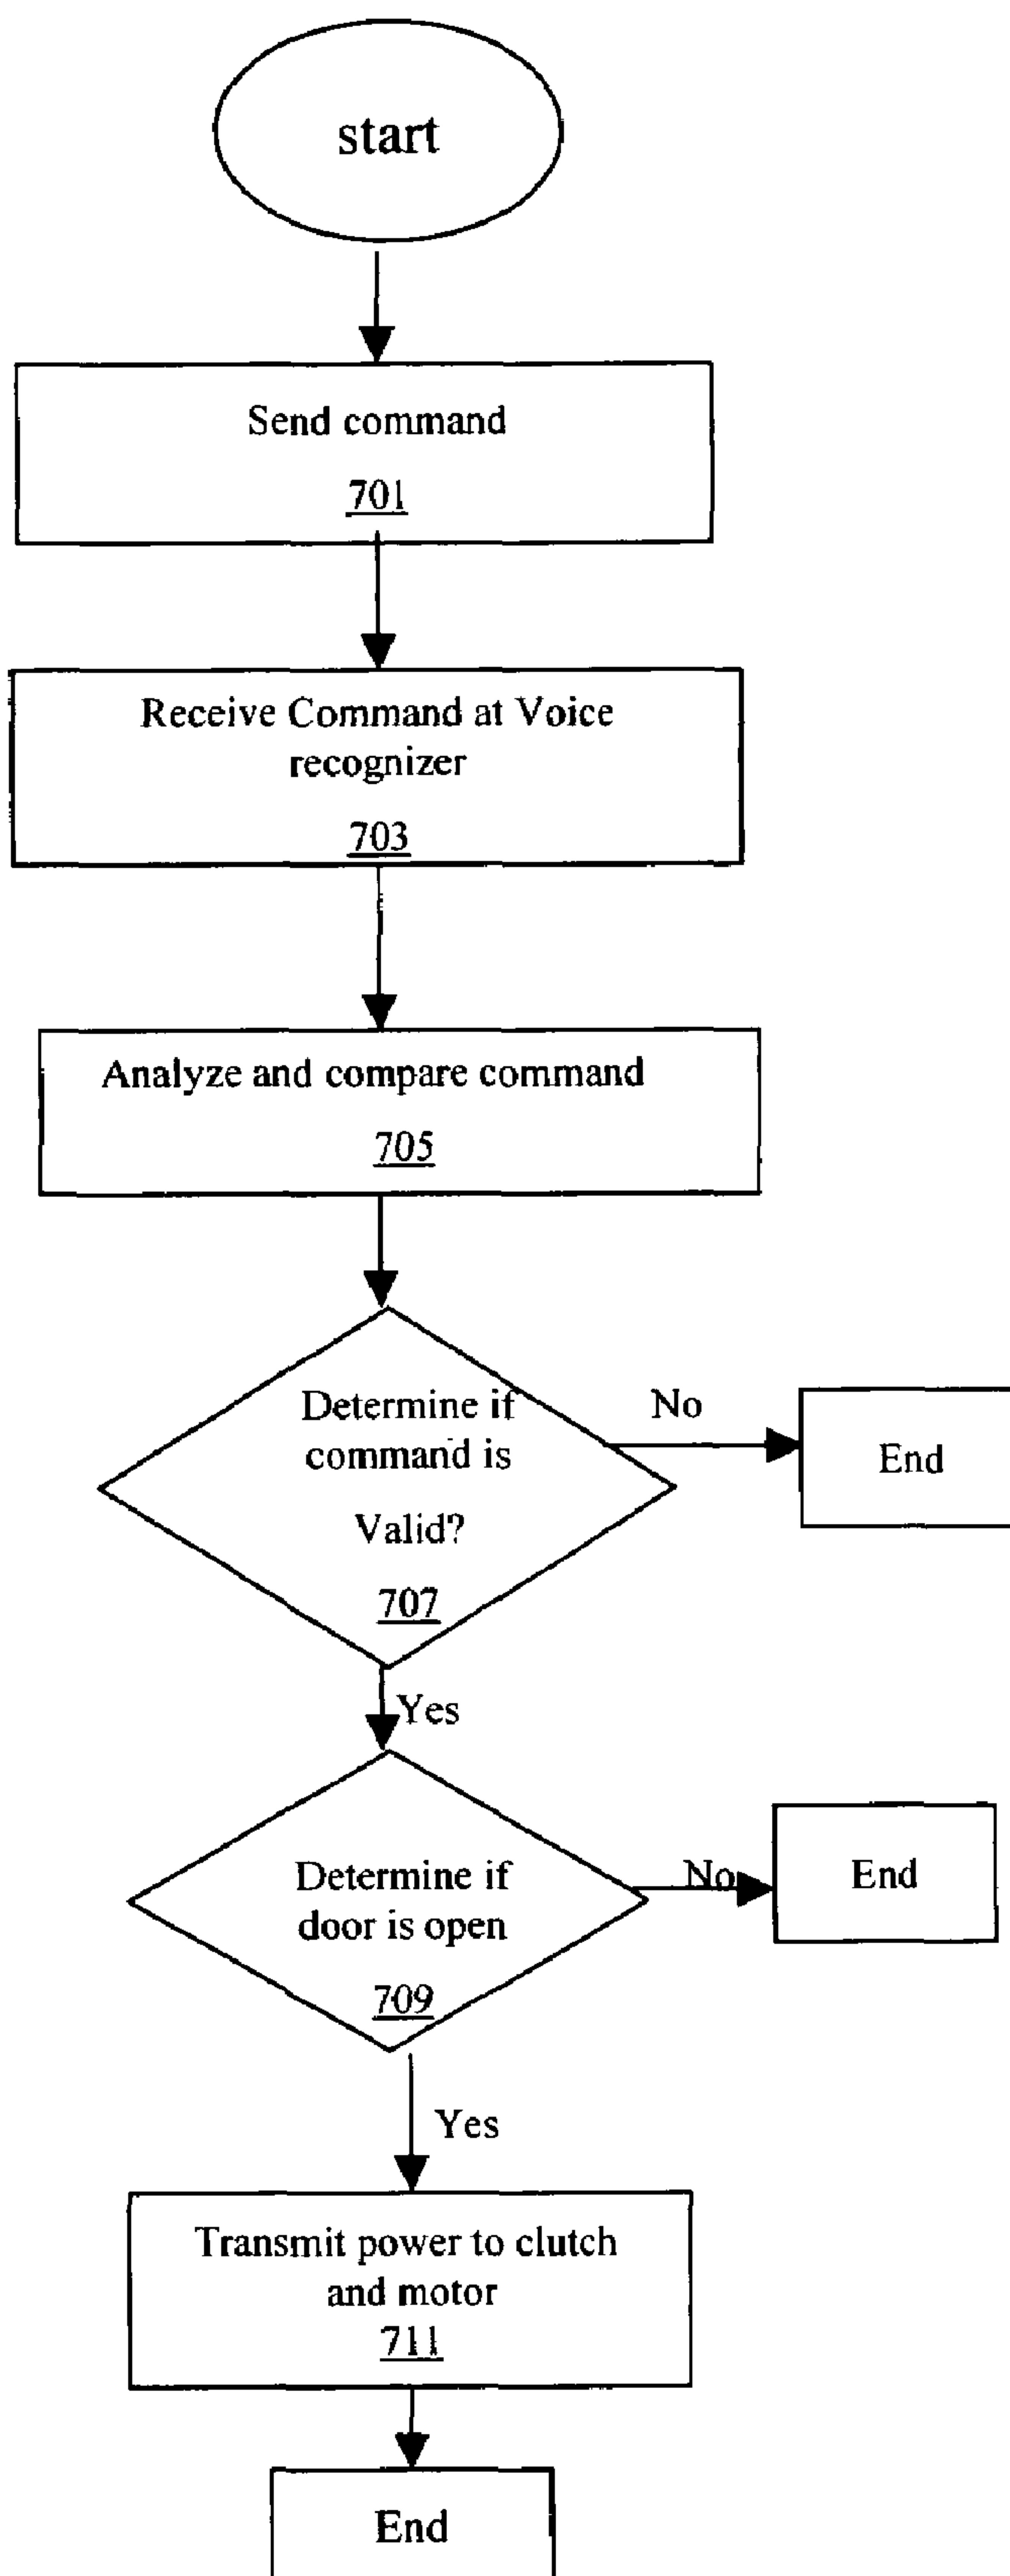 start
Send command
701
Receive Command at Voice
recognizer
703
Analyze and compare command
705
Determine if
command is
Valid?
707
No
End
Yes
Determine if
door is open
709
No
End
Yes
Transmit power to clutch
and motor
711
End